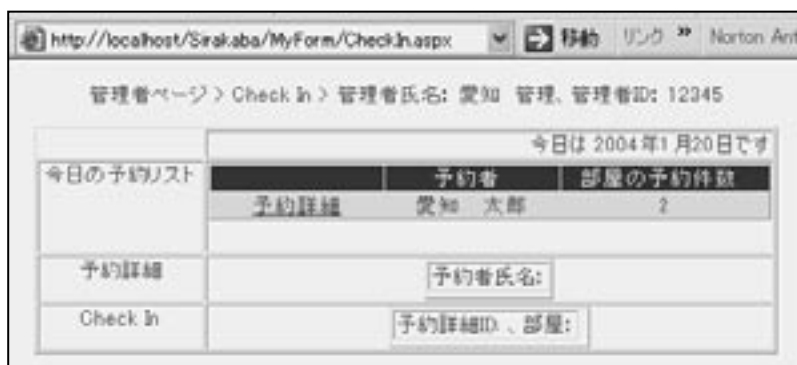 http://localhost/Sirakaba/MyForm/CheckIn.aspx 移動 リンク » Norton Ant
管理者ページ > Check In > 管理者氏名: 愛知 管理、管理者ID: 12345
今日は 2004年1月20日です
今日の予約リスト 予約者 部屋の予約件数
予約詳細 愛知 太郎 2
予約詳細 予約者氏名:
Check In 予約詳細ID: 、部屋: